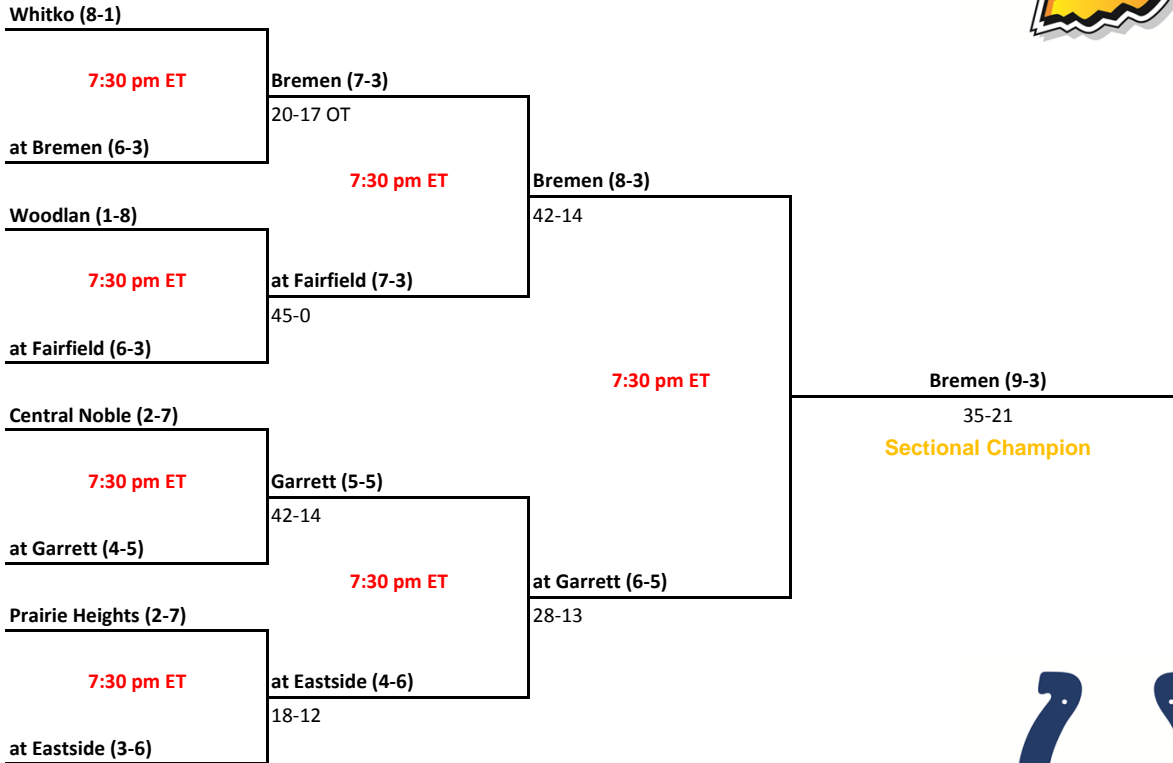 Whitko (8-1)
7:30 pm ET
Bremen (7-3)
20-17 OT
at Bremen (6-3)
7:30 pm ET
Bremen (8-3)
42-14
Woodlan (1-8)
7:30 pm ET
at Fairfield (7-3)
45-0
at Fairfield (6-3)
7:30 pm ET
Bremen (9-3)
35-21
Sectional Champion
Central Noble (2-7)
7:30 pm ET
Garrett (5-5)
42-14
at Garrett (4-5)
7:30 pm ET
at Garrett (6-5)
28-13
Prairie Heights (2-7)
7:30 pm ET
at Eastside (4-6)
18-12
at Eastside (3-6)